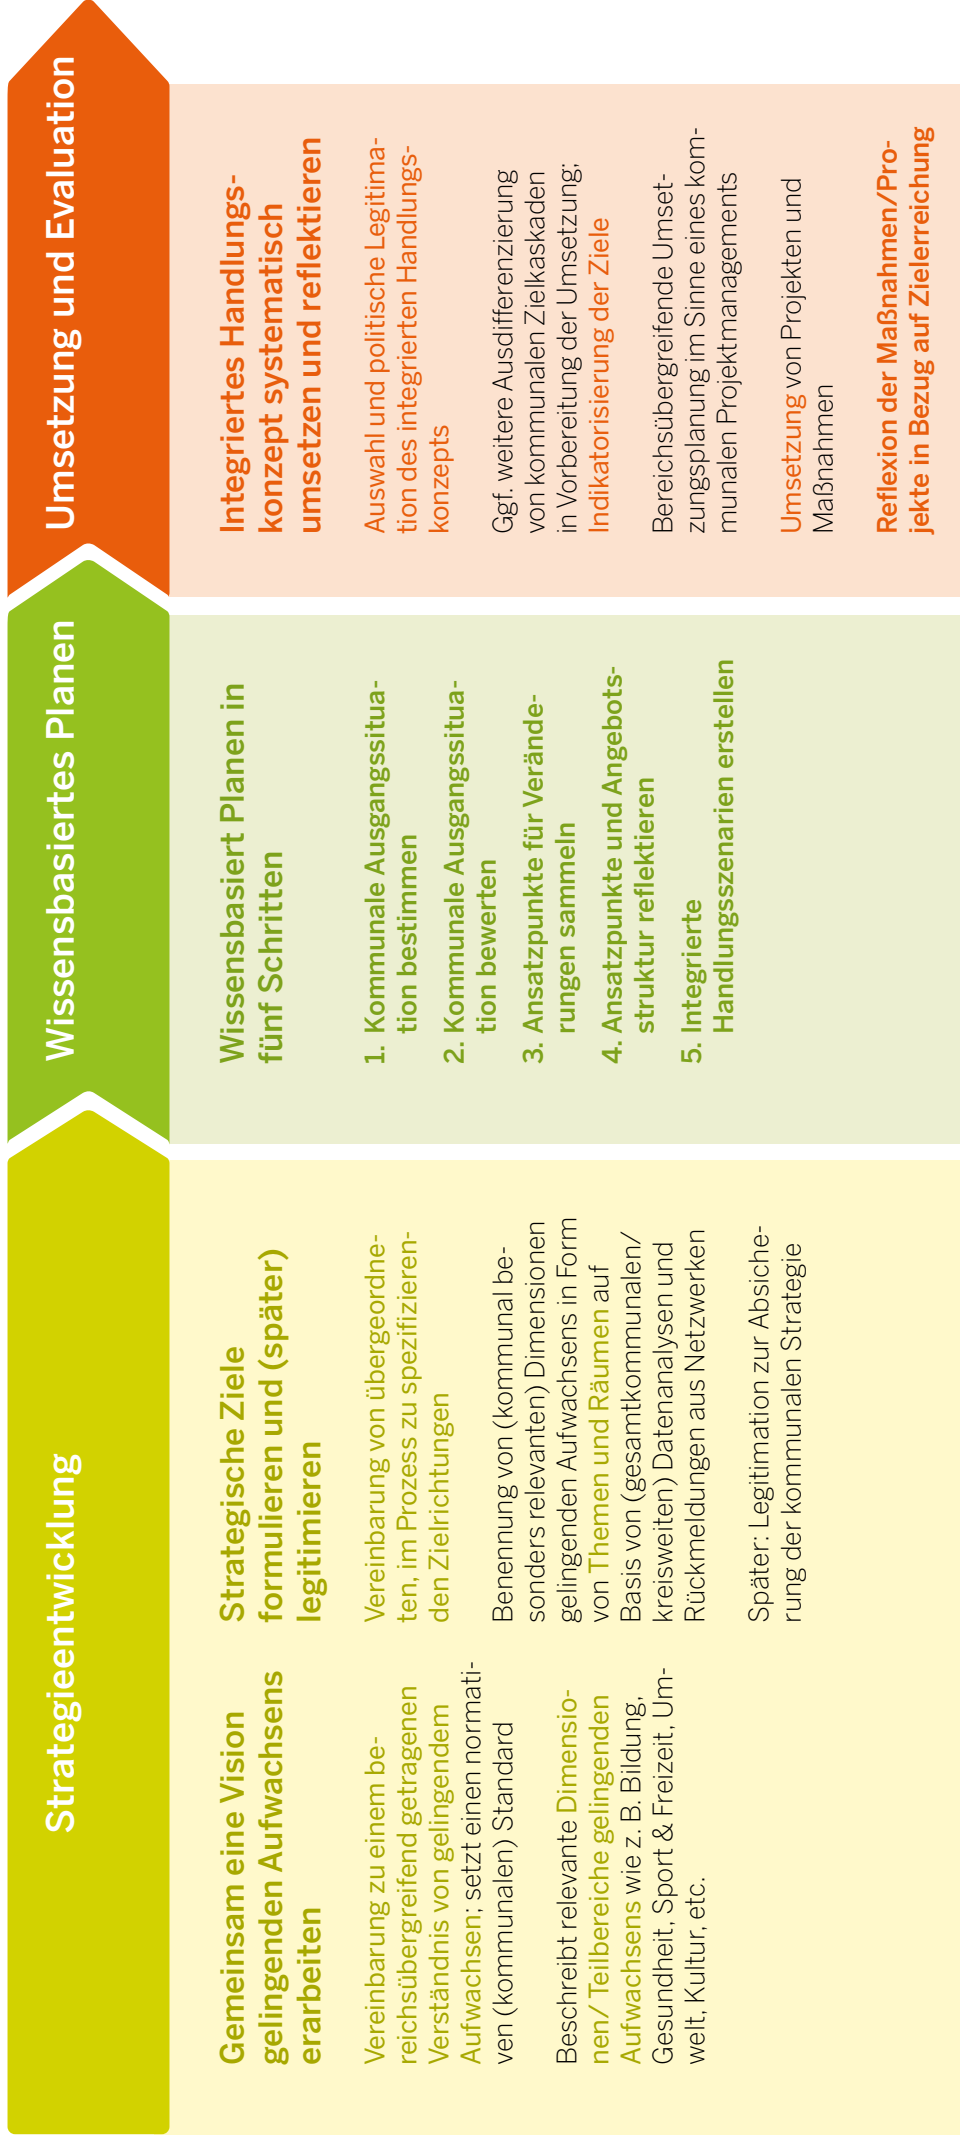 Strategieentwicklung
Gemeinsam eine Vision
gelingenden Aufwachsens
erarbeiten
Vereinbarung zu einem be-
reichsübergreifend getragenen
Verständnis von gelingendem
Aufwachsen; setzt einen normati-
ven (kommunalen) Standard
Beschreibt relevante Dimensio-
nen/ Teilbereiche gelingenden
Aufwachsens wie z. B. Bildung,
Gesundheit, Sport & Freizeit, Um-
welt, Kultur, etc.
Strategische Ziele
formulieren und (später)
legitimieren
Vereinbarung von übergeordne-
ten, im Prozess zu spezifizieren-
den Zielrichtungen
Benennung von (kommunal be-
sonders relevanten) Dimensionen
gelingenden Aufwachsens in Form
von Themen und Räumen auf
Basis von (gesamtkommunalen/
kreisweiten) Datenanalysen und
Rückmeldungen aus Netzwerken
Später: Legitimation zur Absiche-
rung der kommunalen Strategie
Wissensbasiertes Planen
Wissensbasiert Planen in
fünf Schritten
1. Kommunale Ausgangssitua-
tion bestimmen
2. Kommunale Ausgangssitua-
tion bewerten
3. Ansatzpunkte für Verände-
rungen sammeln
4. Ansatzpunkte und Angebots-
struktur reflektieren
5. Integrierte
Handlungsszenarien erstellen
Umsetzung und Evaluation
Integriertes Handlungs-
konzept systematisch
umsetzen und reflektieren
Auswahl und politische Legitima-
tion des integrierten Handlungs-
konzepts
Ggf. weitere Ausdifferenzierung
von kommunalen Zielkaskaden
in Vorbereitung der Umsetzung;
Indikatorisierung der Ziele
Bereichsübergreifende Umset-
zungsplanung im Sinne eines kom-
munalen Projektmanagements
Umsetzung von Projekten und
Maßnahmen
Reflexion der Maßnahmen/Pro-
jekte in Bezug auf Zielerreichung